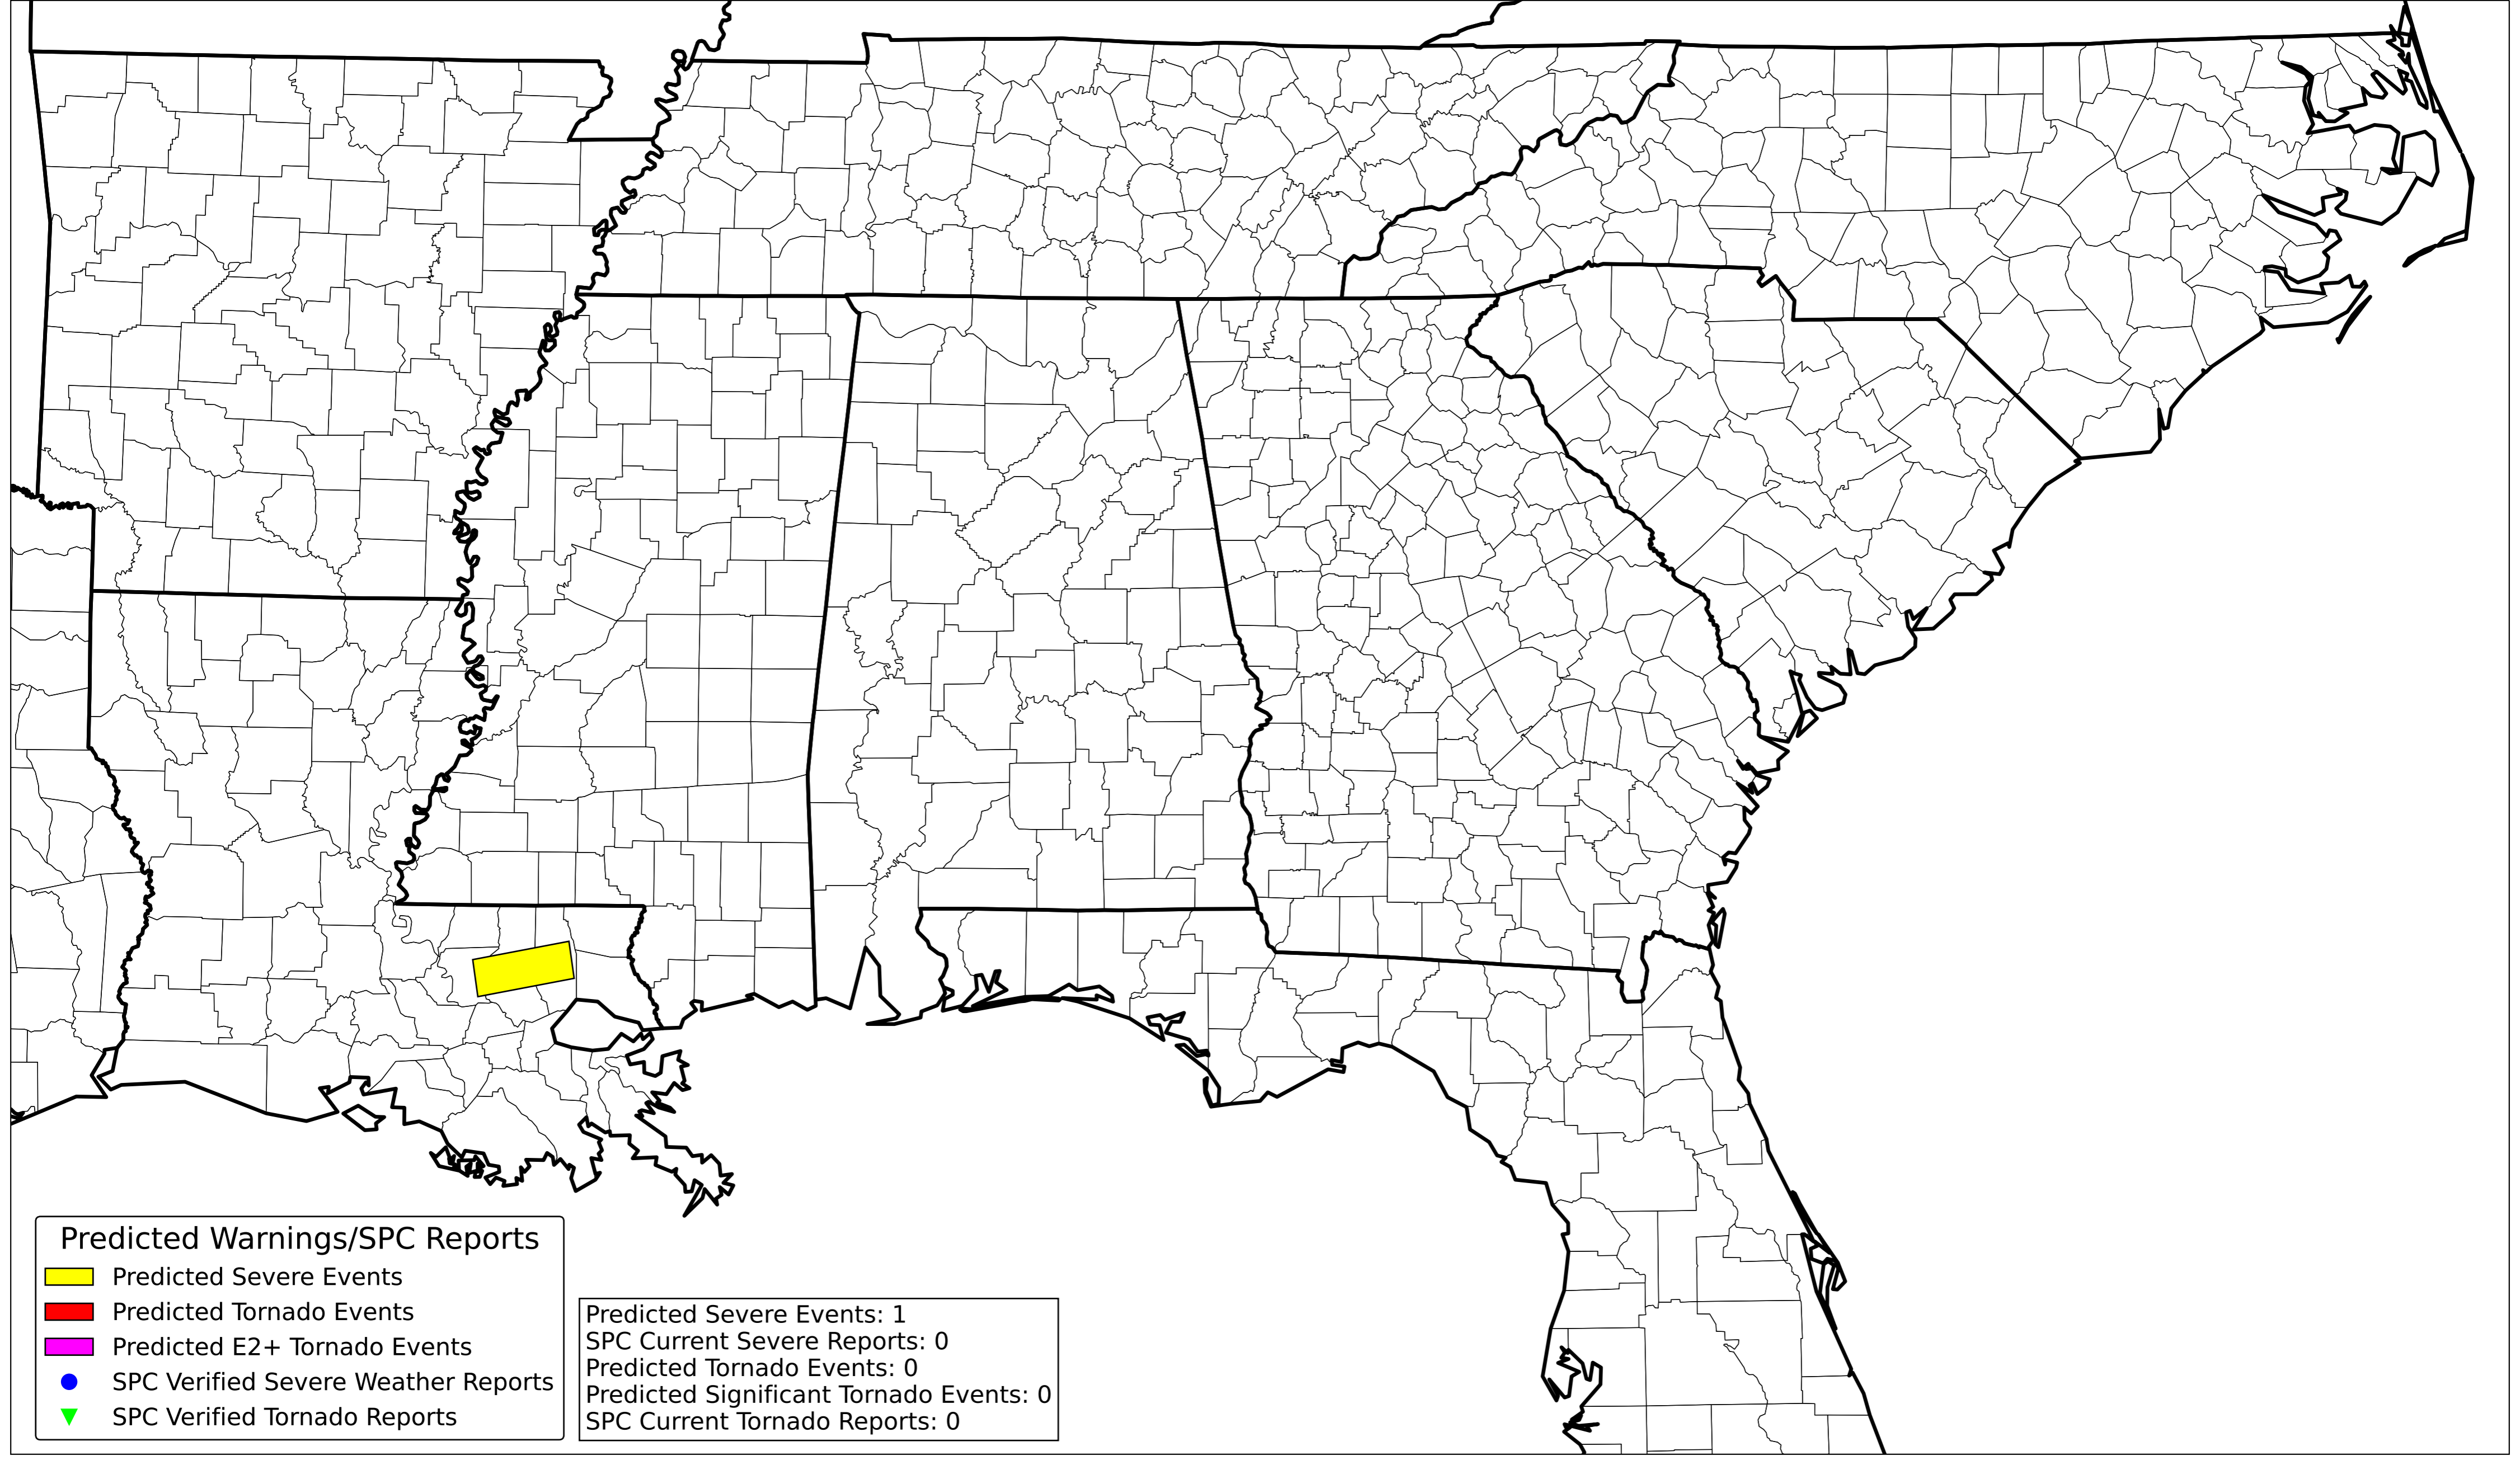 Predicted Warnings/SPC Reports
Predicted Severe Events
Predicted Tornado Events
Predicted E2+ Tornado Events
SPC Verified Severe Weather Reports
SPC Verified Tornado Reports
Predicted Severe Events: 1
SPC Current Severe Reports: 0
Predicted Tornado Events: 0
Predicted Significant Tornado Events: 0
SPC Current Tornado Reports: 0